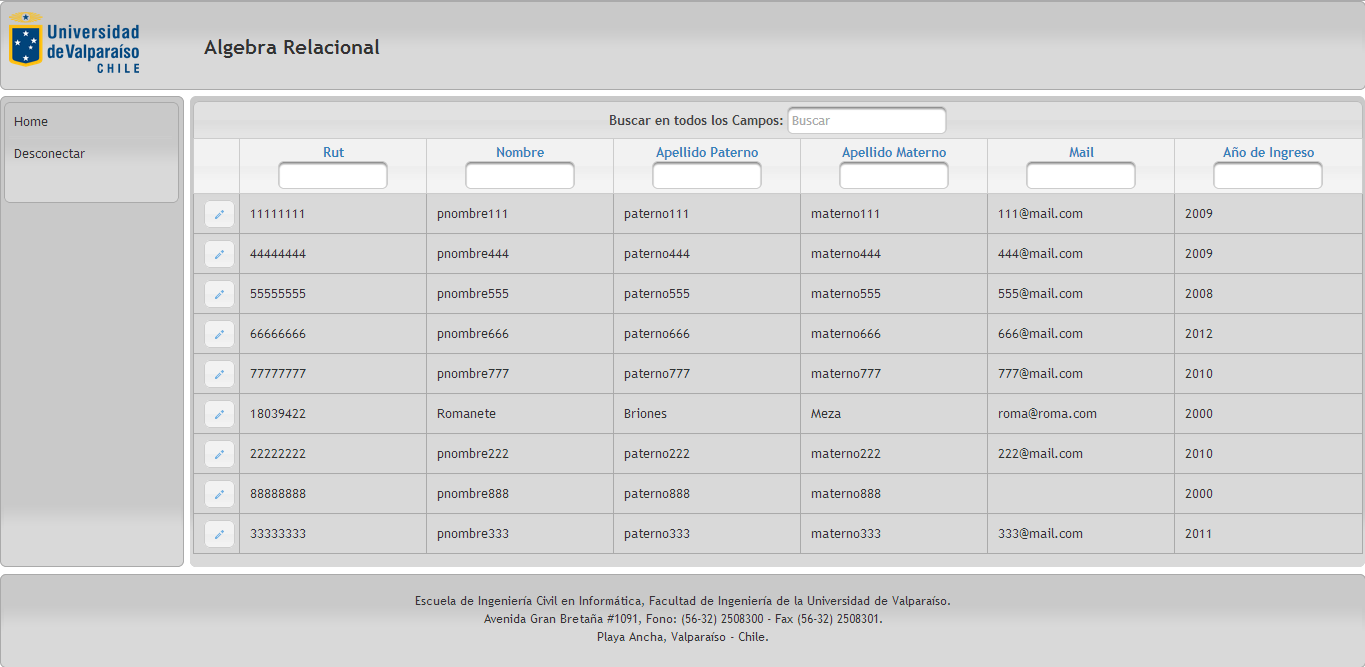 Universidad
de Valparaíso
CHILE
Algebra Relacional
Home
Desconectar
Buscar en todos los Campos: Buscar
Rut Nombre Apellido Paterno Apellido Materno Mail Año de Ingreso
11111111 pnombre111 paterno111 materno111 111@mail.com 2009
44444444 pnombre444 paterno444 materno444 444@mail.com 2009
55555555 pnombre555 paterno555 materno555 555@mail.com 2008
66666666 pnombre666 paterno666 materno666 666@mail.com 2012
77777777 pnombre777 paterno777 materno777 777@mail.com 2010
18039422 Romanete Briones Meza roma@roma.com 2000
22222222 pnombre222 paterno222 materno222 222@mail.com 2010
88888888 pnombre888 paterno888 materno888 2000
33333333 pnombre333 paterno333 materno333 333@mail.com 2011
Escuela de Ingeniería Civil en Informática, Facultad de Ingeniería de la Universidad de Valparaíso.
Avenida Gran Bretaña #1091, Fono: (56-32) 2508300 - Fax (56-32) 2508301.
Playa Ancha, Valparaíso - Chile.